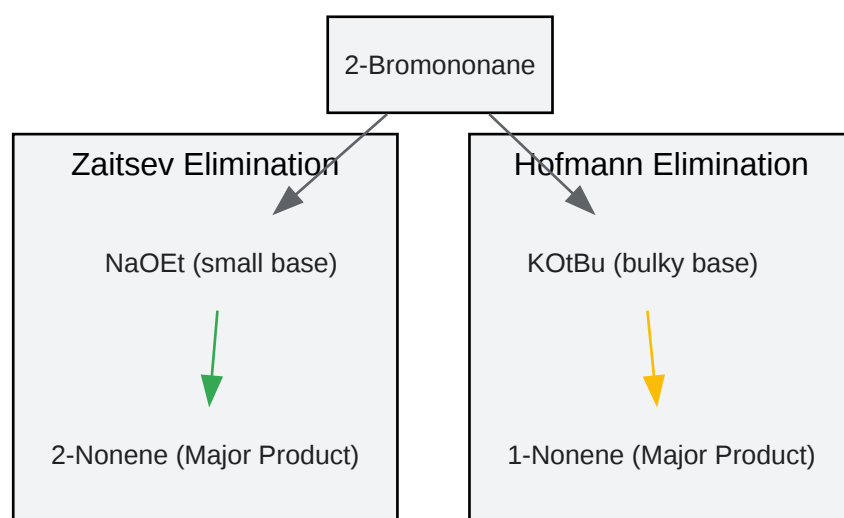 2-Bromononane
Zaitsev Elimination
NaOEt (small base)
2-Nonene (Major Product)
Hofmann Elimination
KOtBu (bulky base)
1-Nonene (Major Product)